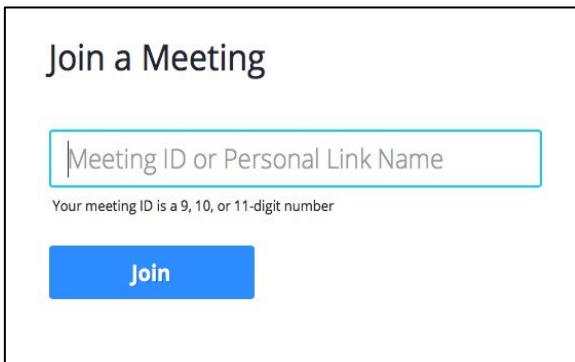 Join a Meeting
Meeting ID or Personal Link Name
Your meeting ID is a 9, 10, or 11-digit number
Join